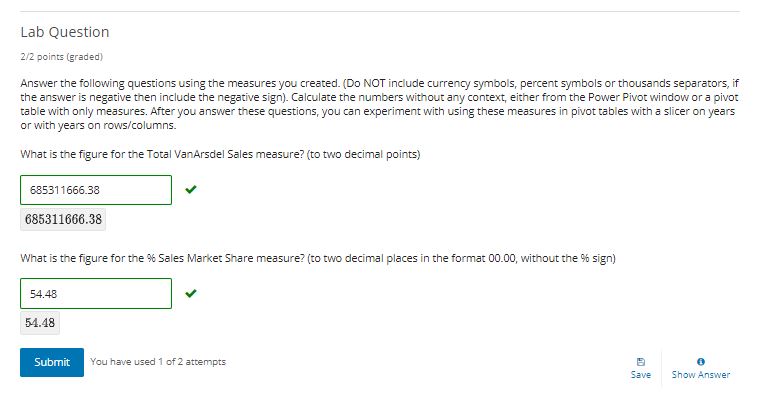 Lab Question
2/2 points (graded)
Answer the following questions using the measures you created. (Do NOT include currency symbols, percent symbols or thousands separators, if
the answer is negative then include the negative sign). Calculate the numbers without any context, either from the Power Pivot window or a pivot
table with only measures. After you answer these questions, you can experiment with using these measures in pivot tables with a slicer on years
or with years on rows/columns.
What is the figure for the Total VanArsdel Sales measure? (to two decimal points)
685311666.38
685311666.38
What is the figure for the % Sales Market Share measure? (to two decimal places in the format 00.00, without the % sign)
54.48
54.48
Submit You have used 1 of 2 attempts
Save Show Answer